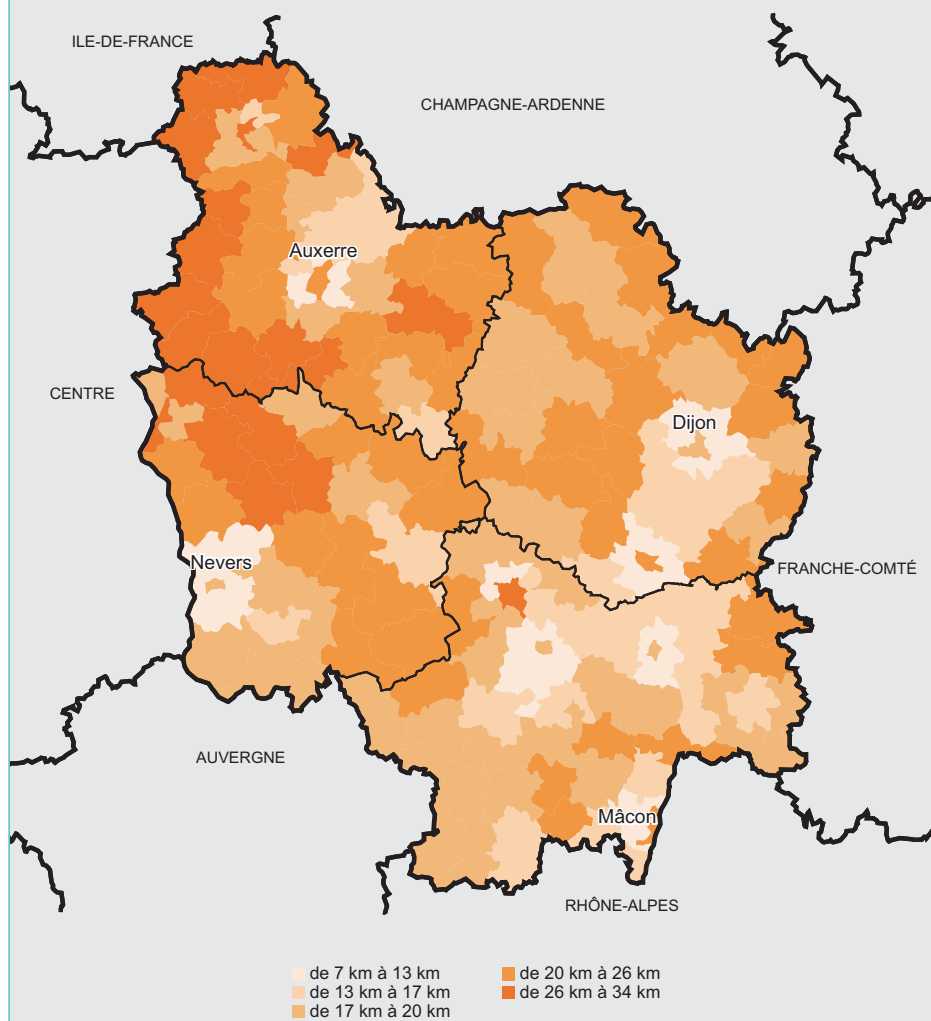 ILE-DE-FRANCE
CHAMPAGNE-ARDENNE
Auxerre
CENTRE
Dijon
Nevers
FRANCHE-COMTÉ
AUVERGNE
Mâcon
RHÔNE-ALPES
de 7 km à 13 km
de 13 km à 17 km
de 17 km à 20 km
de 20 km à 26 km
de 26 km à 34 km